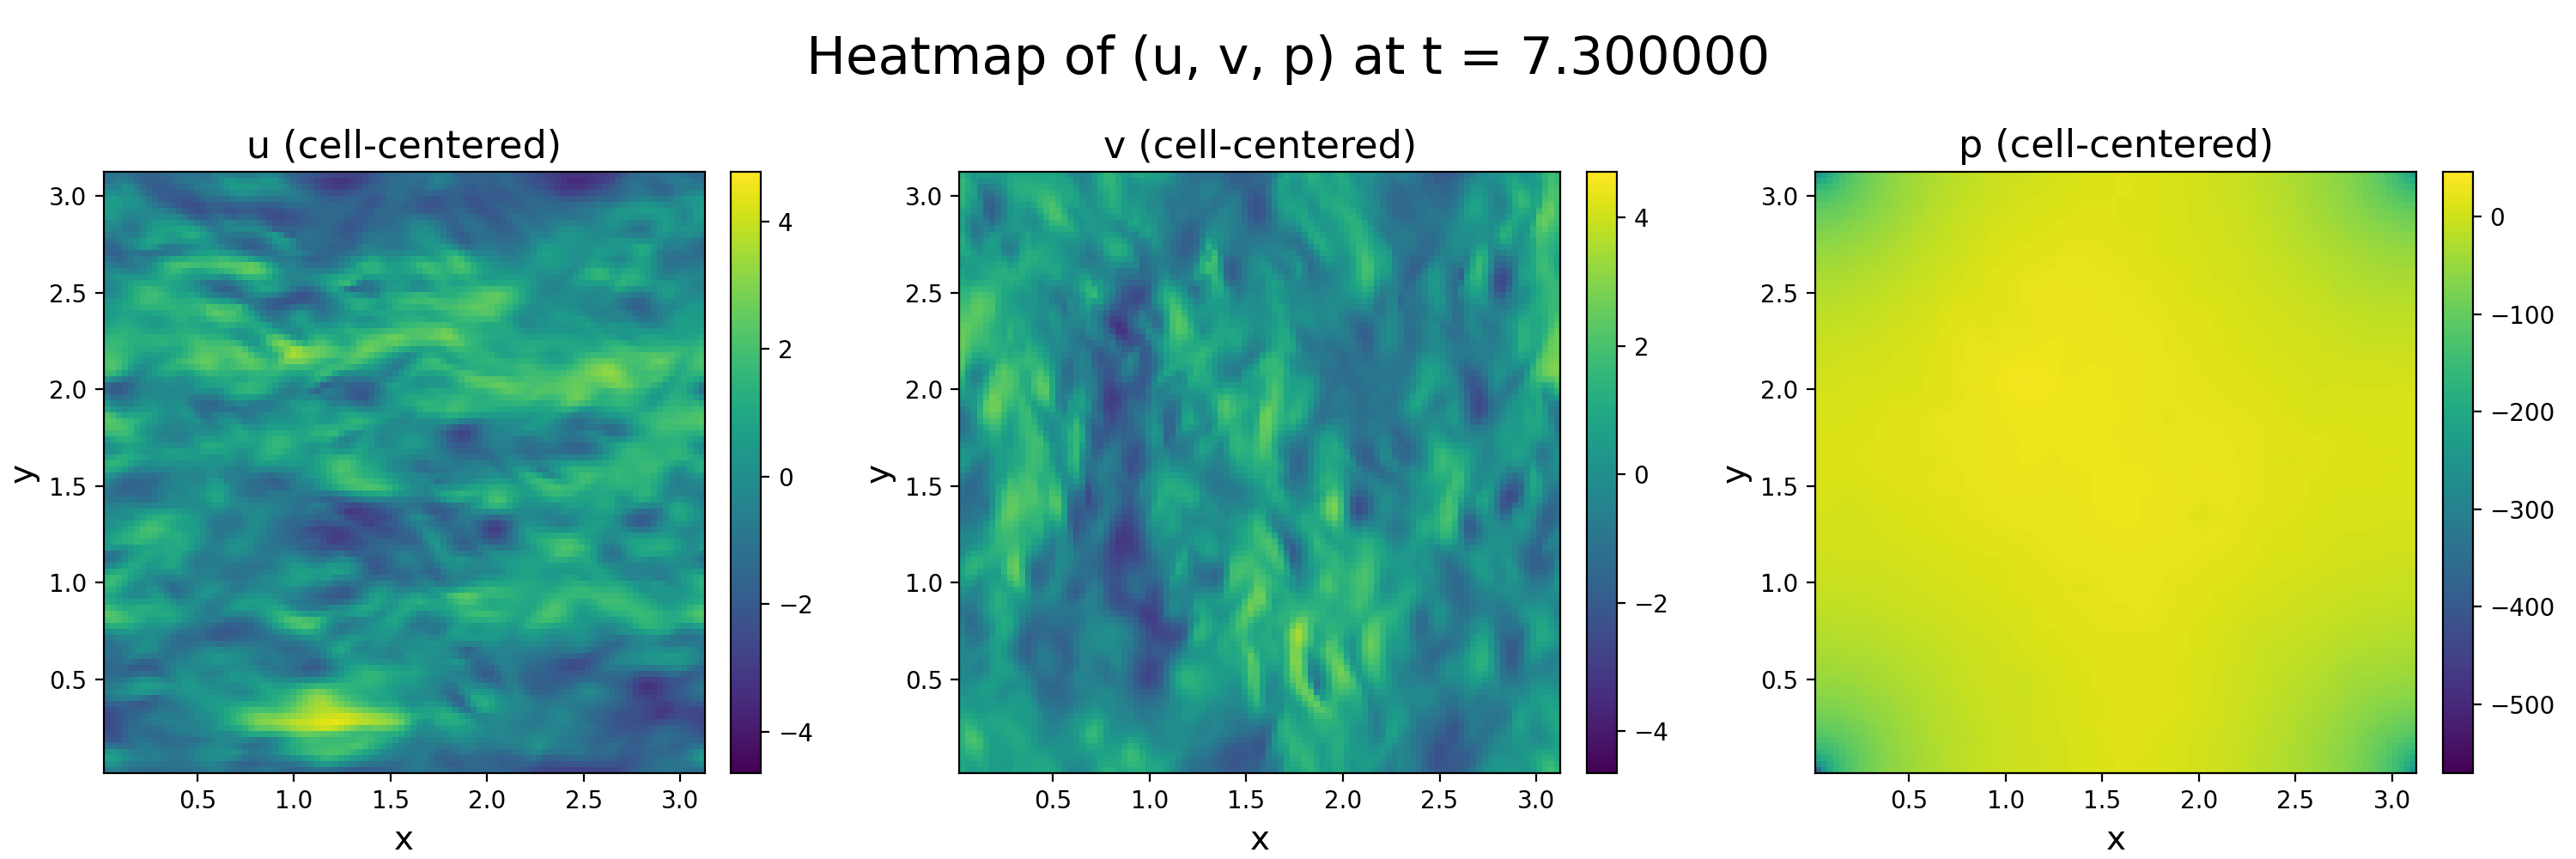 Heatmap of (u, v, p) at t = 7.300000
u (cell-centered)
3.0
2.5
2.0
1.5
1.0
0.5
y
0.5 1.0 1.5 2.0 2.5 3.0
x
4
2
0
−2
−4
v (cell-centered)
3.0
2.5
2.0
1.5
1.0
0.5
y
0.5 1.0 1.5 2.0 2.5 3.0
x
4
2
0
−2
−4
p (cell-centered)
3.0
2.5
2.0
1.5
1.0
0.5
y
0.5 1.0 1.5 2.0 2.5 3.0
x
0
−100
−200
−300
−400
−500